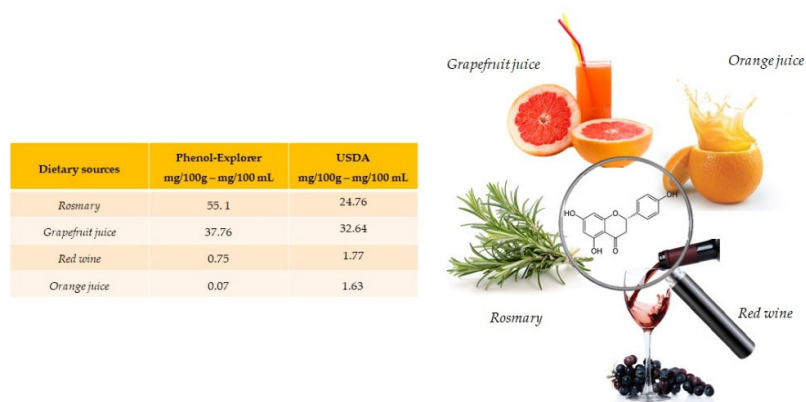 Dietary sources Phenol-Explorer mg/100g – mg/100 mL USDA mg/100g – mg/100 mL
Rosmary 55. 1 24.76
Grapefruit juice 37.76 32.64
Red wine 0.75 1.77
Orange juice 0.07 1.63
Grapefruit juice
Orange juice
OH
HO
O
OH
O
Rosmary
Red wine